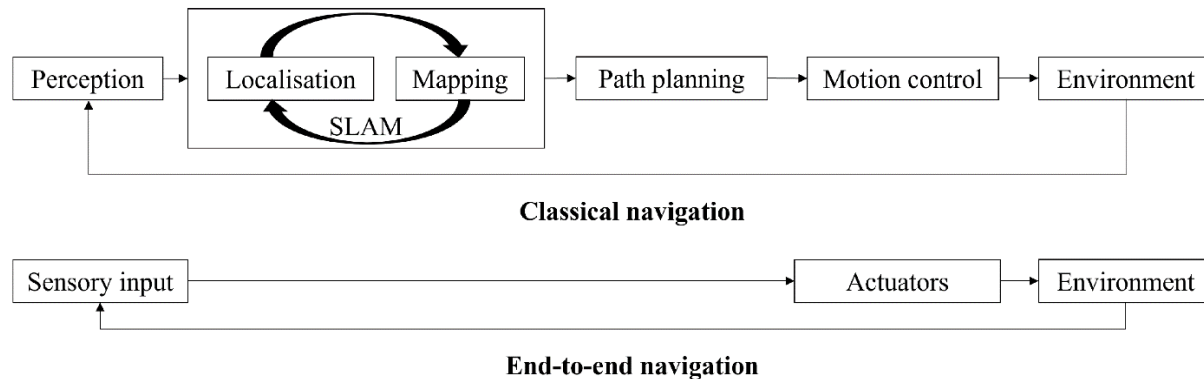 Perception
Localisation
Mapping
SLAM
Path planning
Motion control
Environment
Classical navigation
Sensory input
Actuators
Environment
End-to-end navigation